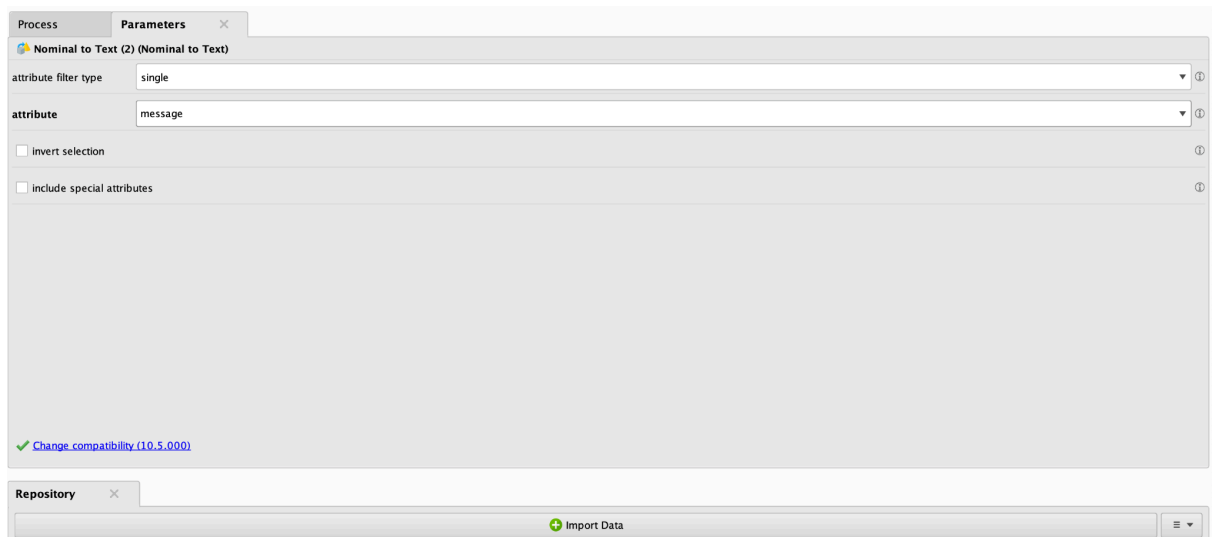 Process Parameters
Nominal to Text (2) (Nominal to Text)
attribute filter type single
attribute message
invert selection
include special attributes
Change compatibility (10.5.000)
Repository
Import Data